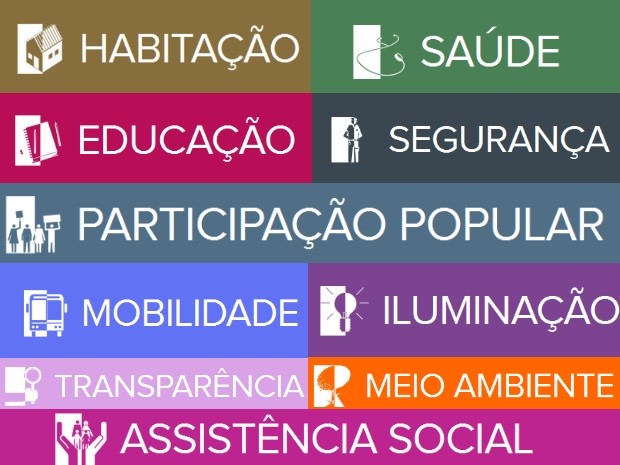 HABITAÇÃO
SAÚDE
EDUCAÇÃO
SEGURANÇA
PARTICIPAÇÃO POPULAR
MOBILIDADE
ILUMINAÇÃO
TRANSPARÊNCIA
MEIO AMBIENTE
ASSISTÊNCIA SOCIAL